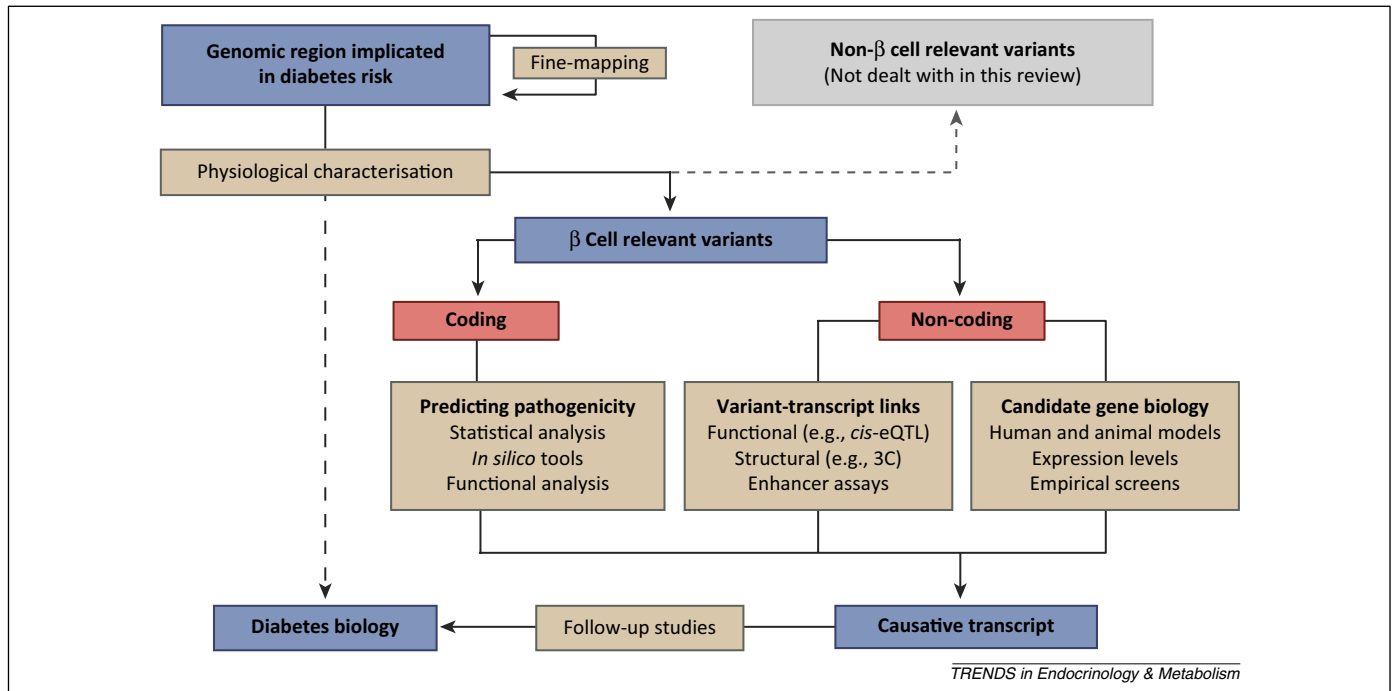 Genomic region implicated
in diabetes risk
Fine-mapping
Non-β cell relevant variants
(Not dealt with in this review)
Physiological characterisation
β Cell relevant variants
Coding
Non-coding
Predicting pathogenicity
Statistical analysis
In silico tools
Functional analysis
Variant-transcript links
Functional (e.g., cis-eQTL)
Structural (e.g., 3C)
Enhancer assays
Candidate gene biology
Human and animal models
Expression levels
Empirical screens
Diabetes biology
Follow-up studies
Causative transcript
TRENDS in Endocrinology & Metabolism